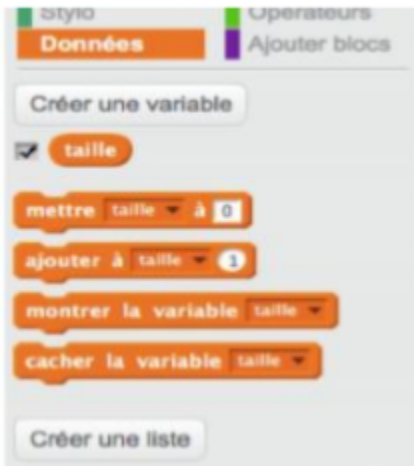 Stylo Opérateurs
Données Ajouter blocs
Créer une variable
taille
mettre taille à 0
ajouter à taille 1
montrer la variable taille
cacher la variable taille
Créer une liste